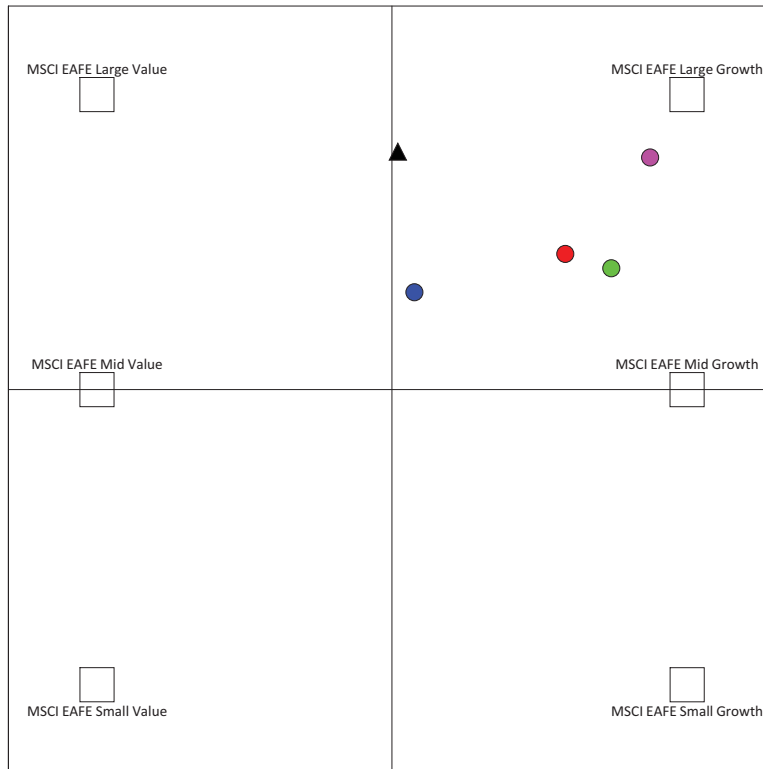 MSCI EAFE Large Value
MSCI EAFE Large Growth
MSCI EAFE Mid Value
MSCI EAFE Mid Growth
MSCI EAFE Small Value
MSCI EAFE Small Growth